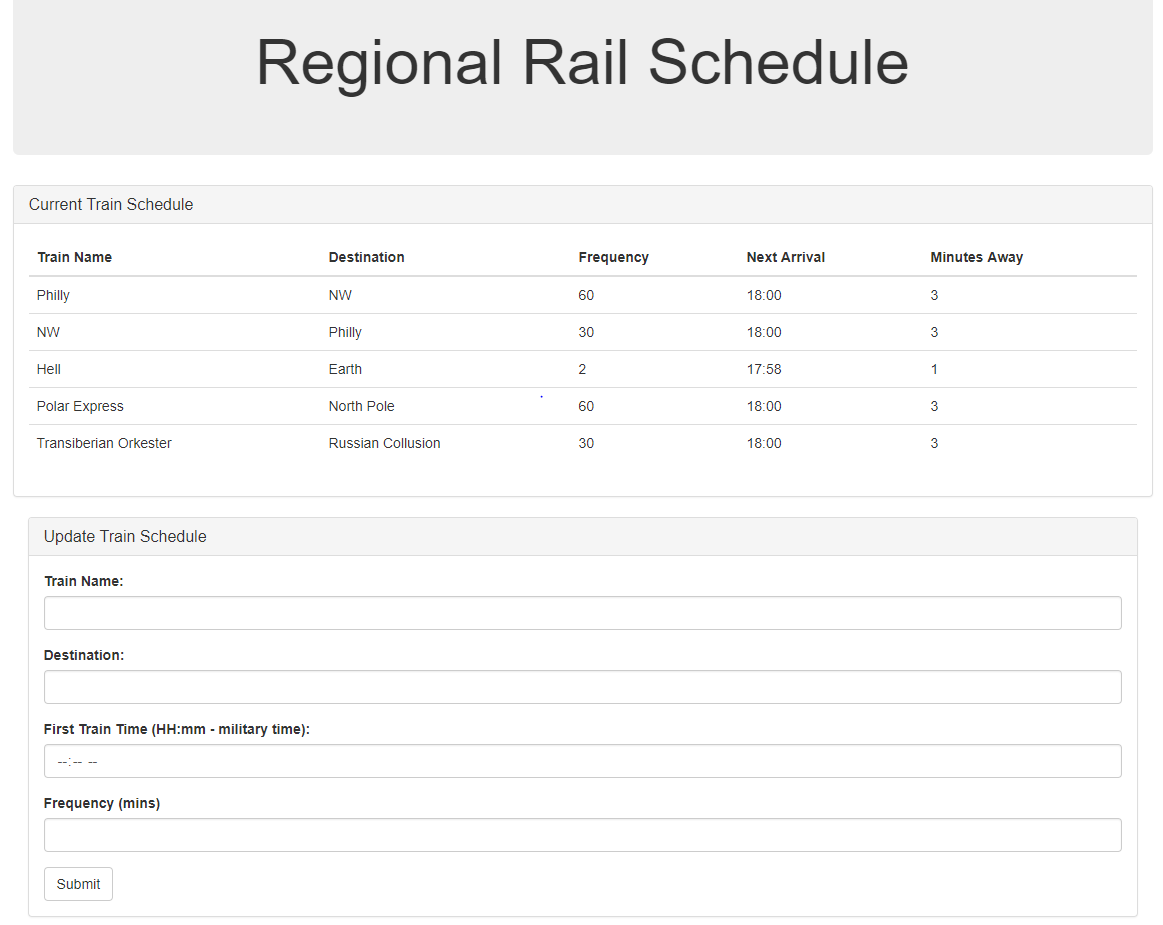 Regional Rail Schedule
Current Train Schedule
Train Name Destination Frequency Next Arrival Minutes Away
Philly NW 60 18:00 3
NW Philly 30 18:00 3
Hell Earth 2 17:58 1
Polar Express North Pole 60 18:00 3
Transiberian Orkester Russian Collusion 30 18:00 3
Update Train Schedule
Train Name:
Destination:
First Train Time (HH:mm - military time):
--:-- --
Frequency (mins)
Submit